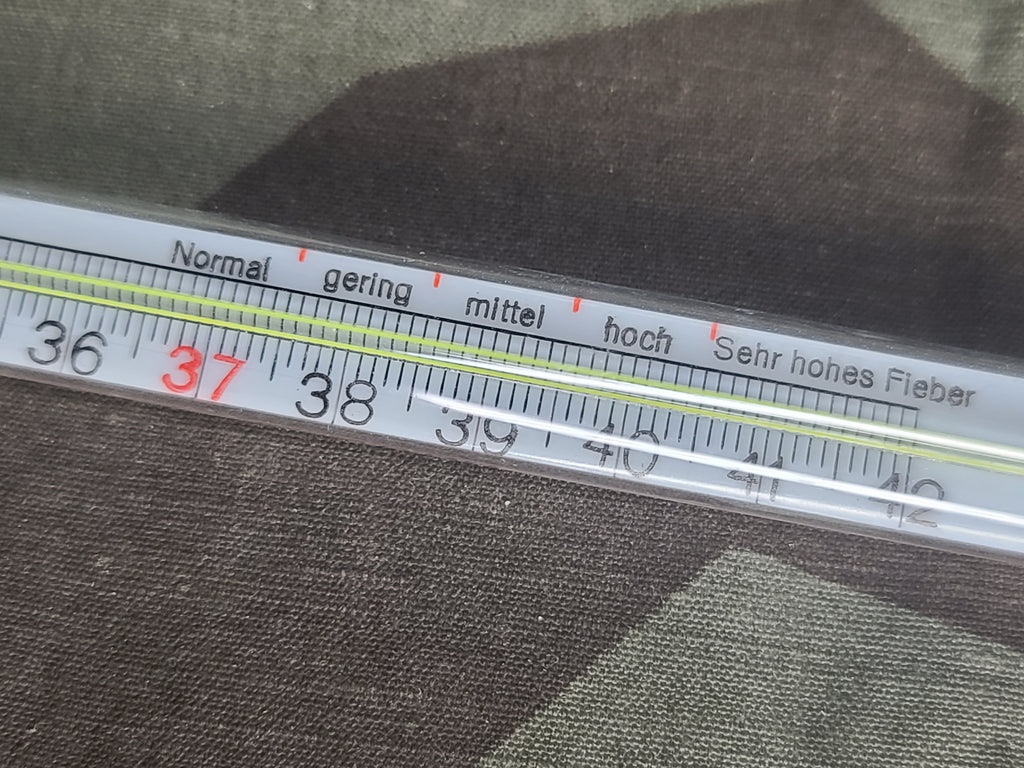 Normal gering mittel hoch Sehr hohes Fieber
36 37 38 39 40 41 42